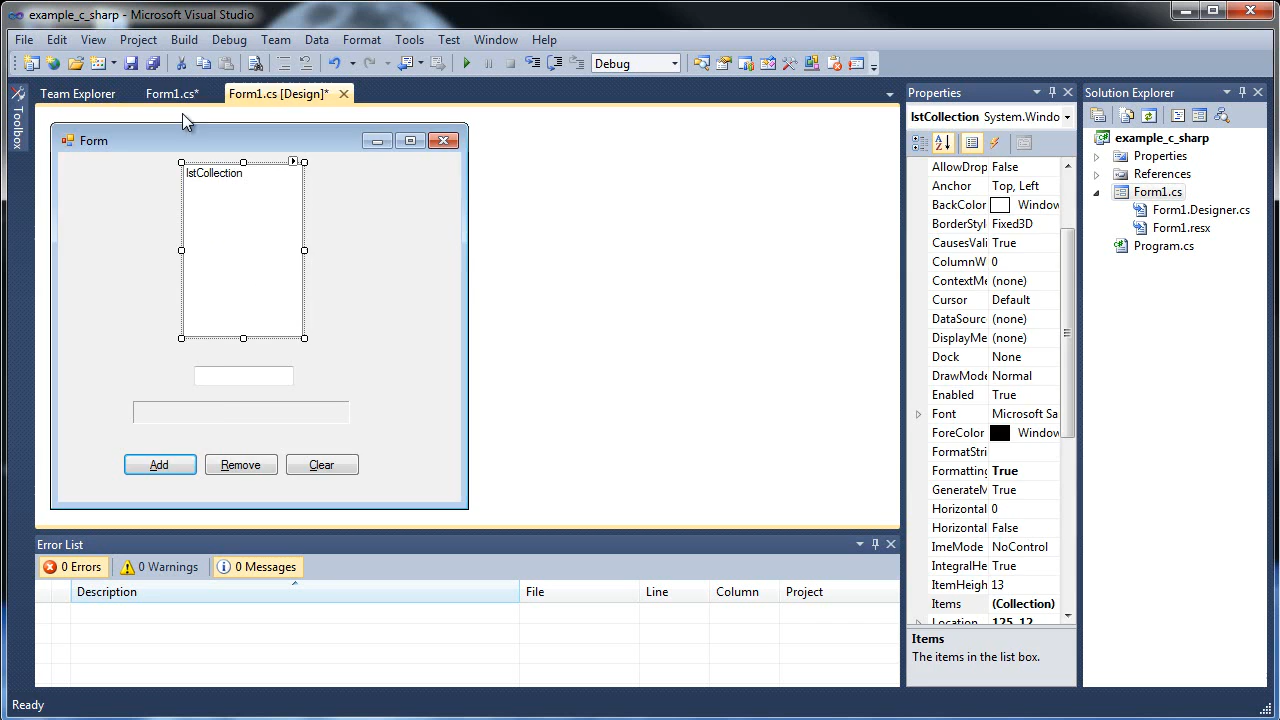 example_c_sharp - Microsoft Visual Studio
File Edit View Project Build Debug Team Data Format Tools Test Window Help
Debug
Toolbox
Team Explorer Form1.cs* Form1.cs [Design]*
Form
lstCollection
Add Remove Clear
Error List
0 Errors 0 Warnings 0 Messages
Description File Line Column Project
Properties
lstCollection System.Windo
AllowDrop False
Anchor Top, Left
BackColor Window
BorderStyl Fixed3D
CausesVali True
ColumnW 0
ContextMe (none)
Cursor Default
DataSourc (none)
DisplayMe (none)
Dock None
DrawMode Normal
Enabled True
Font Microsoft Sa
ForeColor Window
FormatStri
Formatting True
GenerateM True
Horizontal 0
Horizontal False
ImeMode NoControl
IntegralHe True
ItemHeigh 13
Items (Collection)
Location 125, 12
Items
The items in the list box.
Solution Explorer
example_c_sharp
Properties
References
Form1.cs
Form1.Designer.cs
Form1.resx
Program.cs
Ready